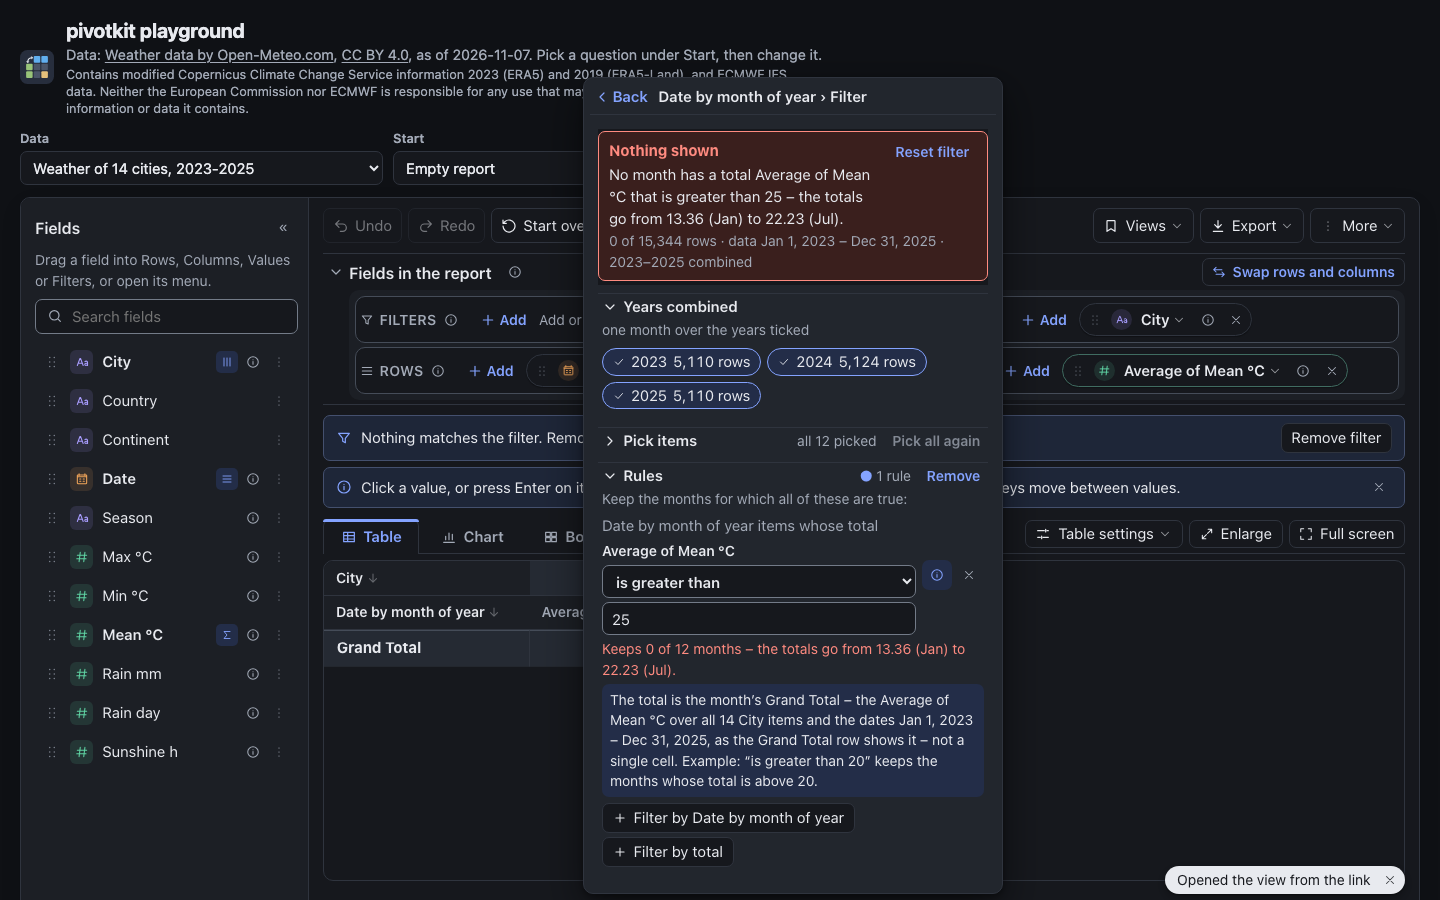 pivotkit playground
Data: Weather data by Open-Meteo.com, CC BY 4.0, as of 2026-11-07. Pick a question under Start, then change it.
Contains modified Copernicus Climate Change Service information 2023 (ERA5) and 2019 (ERA5-Land), and ECMWF IFS
data. Neither the European Commission nor ECMWF is responsible for any use that may
information or data it contains.
Data
Weather of 14 cities, 2023-2025
Start
Empty report
Fields
«
Drag a field into Rows, Columns, Values
or Filters, or open its menu.
Search fields
Aa City
Aa Country
Aa Continent
Date
Aa Season
# Max °C
# Min °C
# Mean °C Σ
# Rain mm
# Rain day
# Sunshine h
Undo
Redo
Start ove
Views
Export
More
Fields in the report
Swap rows and columns
FILTERS
+ Add
Add or
+ Add
Aa City
ROWS
+ Add
+ Add
# Average of Mean °C
Nothing matches the filter. Remo
Remove filter
Click a value, or press Enter on it
eys move between values.
Table
Chart
Bo
Table settings
Enlarge
Full screen
City ↓
Date by month of year ↓
Averag
Grand Total
Back
Date by month of year › Filter
Nothing shown
Reset filter
No month has a total Average of Mean
°C that is greater than 25 – the totals
go from 13.36 (Jan) to 22.23 (Jul).
0 of 15,344 rows · data Jan 1, 2023 – Dec 31, 2025 ·
2023–2025 combined
Years combined
one month over the years ticked
2023 5,110 rows
2024 5,124 rows
2025 5,110 rows
Pick items
all 12 picked
Pick all again
Rules
1 rule
Remove
Keep the months for which all of these are true:
Date by month of year items whose total
Average of Mean °C
is greater than
25
Keeps 0 of 12 months – the totals go from 13.36 (Jan) to
22.23 (Jul).
The total is the month’s Grand Total – the Average of
Mean °C over all 14 City items and the dates Jan 1, 2023
– Dec 31, 2025, as the Grand Total row shows it – not a
single cell. Example: “is greater than 20” keeps the
months whose total is above 20.
+ Filter by Date by month of year
+ Filter by total
Opened the view from the link